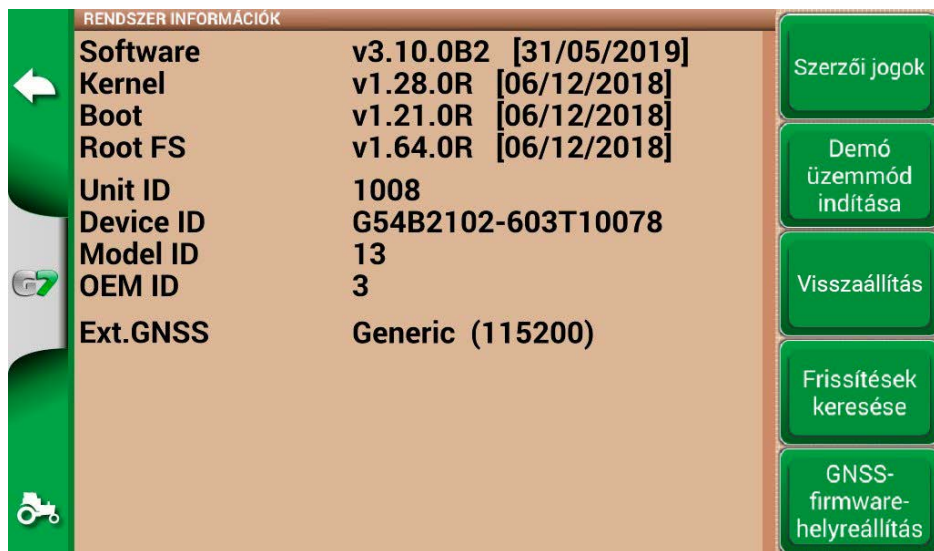 RENDSZER INFORMÁCIÓK
Software v3.10.0B2 [31/05/2019]
Kernel v1.28.0R [06/12/2018]
Boot v1.21.0R [06/12/2018]
Root FS v1.64.0R [06/12/2018]
Unit ID 1008
Device ID G54B2102-603T10078
Model ID 13
OEM ID 3
Ext.GNSS Generic (115200)
G7
Szerzői jogok
Demó
üzemmód
indítása
Visszaállítás
Frissítések
keresése
GNSS-
firmware-
helyreállítás